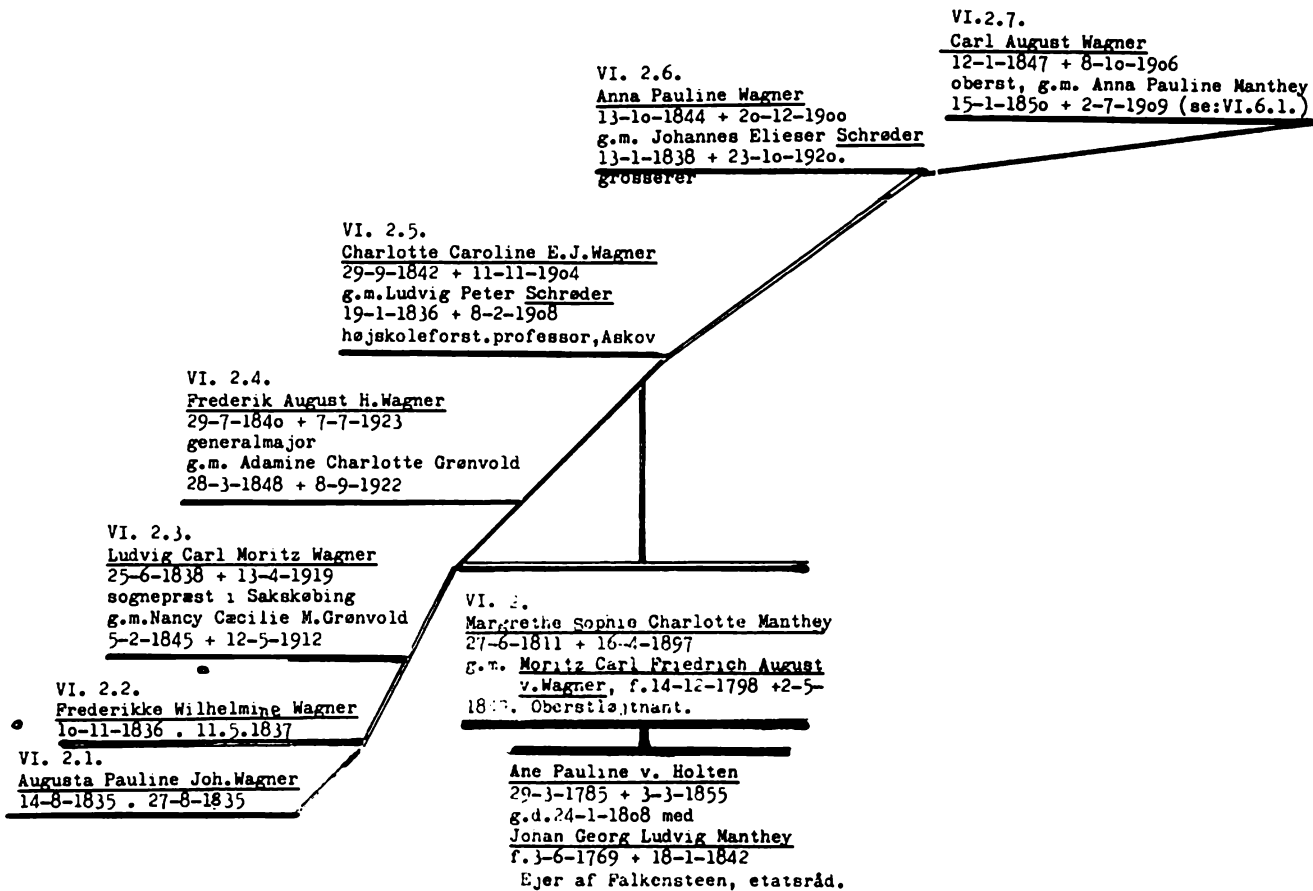 VI.2.7.
Carl August Wagner
12-1-1847 + 8-1o-19o6
oberst, g.m. Anna Pauline Manthey
15-1-185o + 2-7-19o9 (se:VI.6.1.)
VI. 2.6.
Anna Pauline Wagner
13-1o-1844 + 2o-12-19oo
g.m. Johannes Elieser Schrøder
13-1-1838 + 23-1o-192o.
grosserer
VI. 2.5.
Charlotte Caroline E.J.Wagner
29-9-1842 + 11-11-19o4
g.m.Ludvig Peter Schrøder
19-1-1836 + 8-2-19o8
højskoleforst.professor,Askov
VI. 2.4.
Frederik August H.Wagner
29-7-184o + 7-7-1923
generalmajor
g.m. Adamine Charlotte Grønvold
28-3-1848 + 8-9-1922
VI. 2.3.
Ludvig Carl Moritz Wagner
25-6-1838 + 13-4-1919
sognepræst i Sakskøbing
g.m.Nancy Cæcilie M.Grønvold
5-2-1845 + 12-5-1912
VI. 2.2.
Frederikke Wilhelmine Wagner
1o-11-1836 . 11.5.1837
VI. 2.1.
Augusta Pauline Joh.Wagner
14-8-1835 . 27-8-1835
VI.
Margrethe Sophie Charlotte Manthey
27-6-1811 + 16-4-1897
g.m. Moritz Carl Friedrich August
v.Wagner, f.14-12-1798 +2-5-
Oberstløjtnant.
Ane Pauline v. Holten
29-3-1785 + 3-3-1855
g.d.24-1-18o8 med
Jonan Georg Ludvig Manthey
f.3-6-1769 + 18-1-1842
Ejer af Falkensteen, etatsråd.